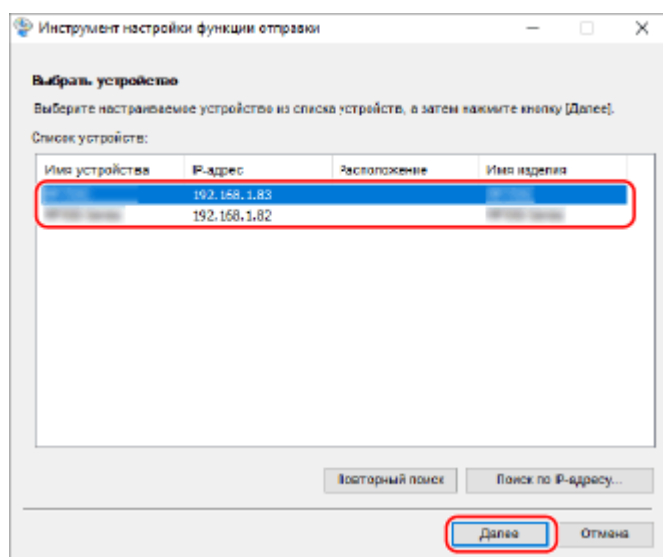 Инструмент настройки функции отправки
Выбрать устройство
Выберите настраиваемое устройство из списка устройств, а затем нажмите кнопку [Далее].
Список устройств:
Имя устройства IP-адрес Расположение Имя изделия
192.168.1.83
192.168.1.82
Повторный поиск Поиск по IP-адресу...
Далее Отмена